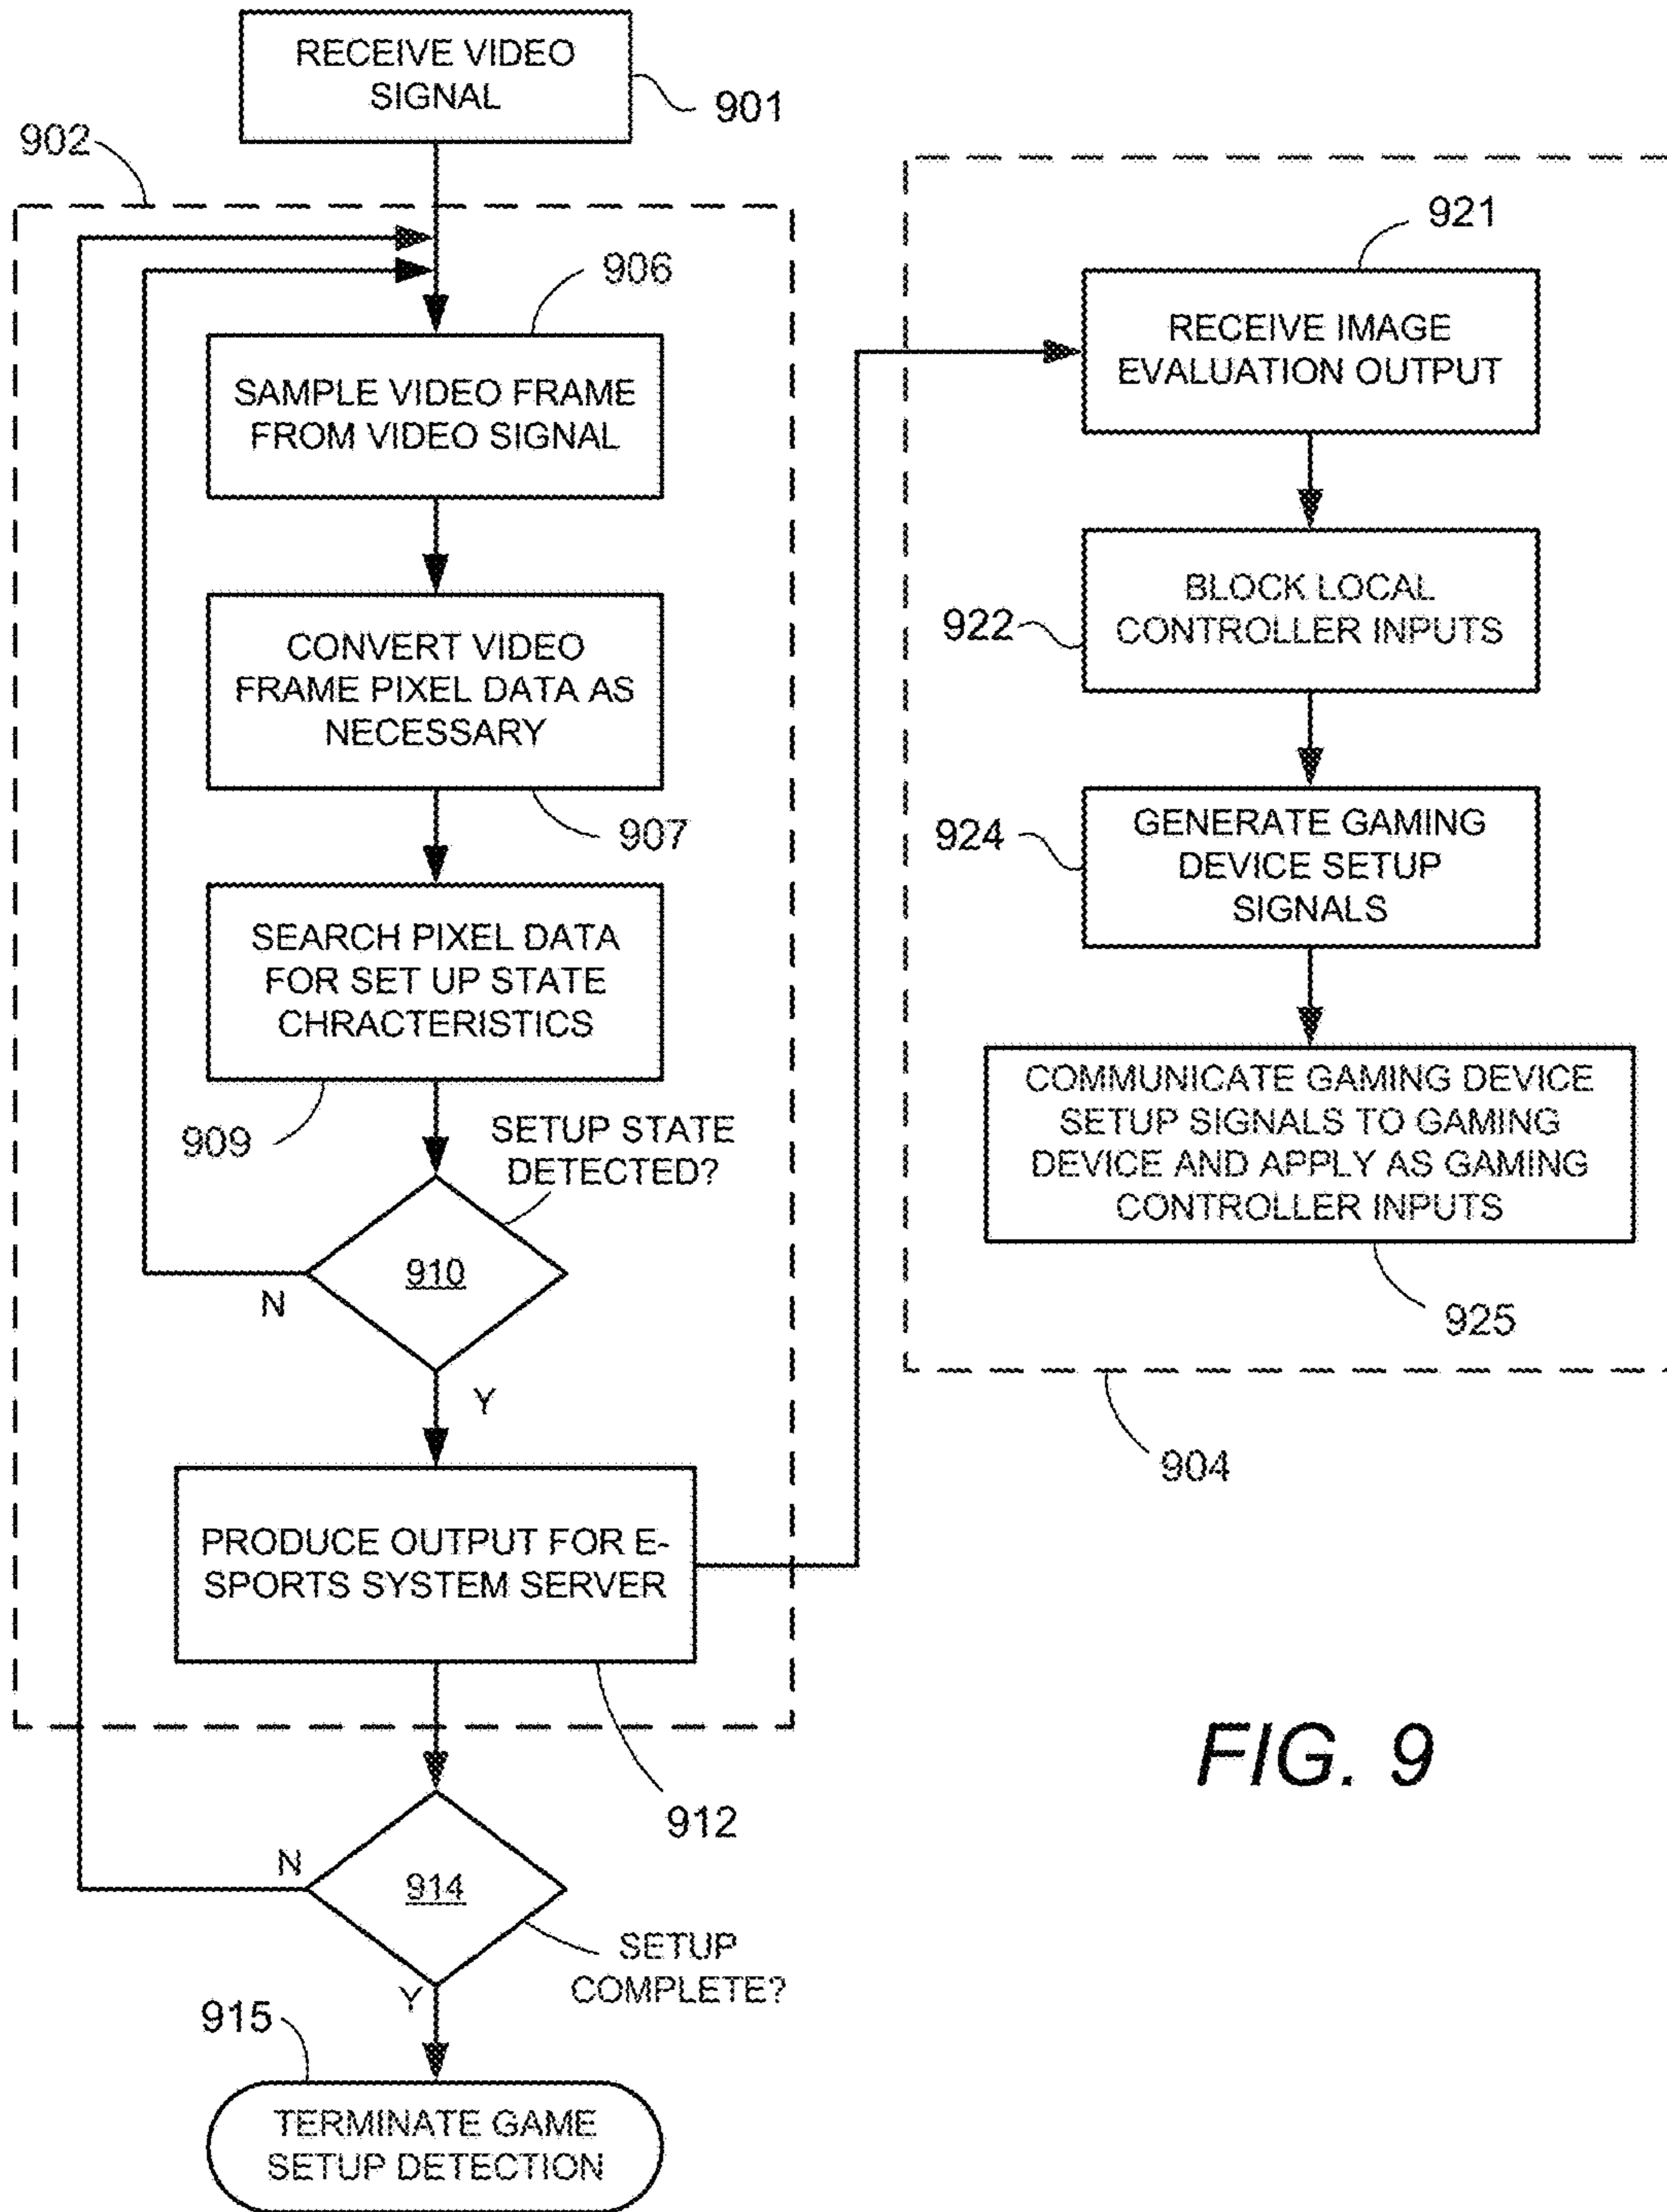 RECEIVE VIDEO
SIGNAL
901
902
906
SAMPLE VIDEO FRAME
FROM VIDEO SIGNAL
CONVERT VIDEO
FRAME PIXEL DATA AS
NECESSARY
907
SEARCH PIXEL DATA
FOR SET UP STATE
CHRACTERISTICS
909
SETUP STATE
DETECTED?
910
N
Y
PRODUCE OUTPUT FOR E-
SPORTS SYSTEM SERVER
912
N
914
SETUP
COMPLETE?
Y
915
TERMINATE GAME
SETUP DETECTION
921
RECEIVE IMAGE
EVALUATION OUTPUT
BLOCK LOCAL
CONTROLLER INPUTS
922
924
GENERATE GAMING
DEVICE SETUP
SIGNALS
COMMUNICATE GAMING DEVICE
SETUP SIGNALS TO GAMING
DEVICE AND APPLY AS GAMING
CONTROLLER INPUTS
925
904
FIG. 9